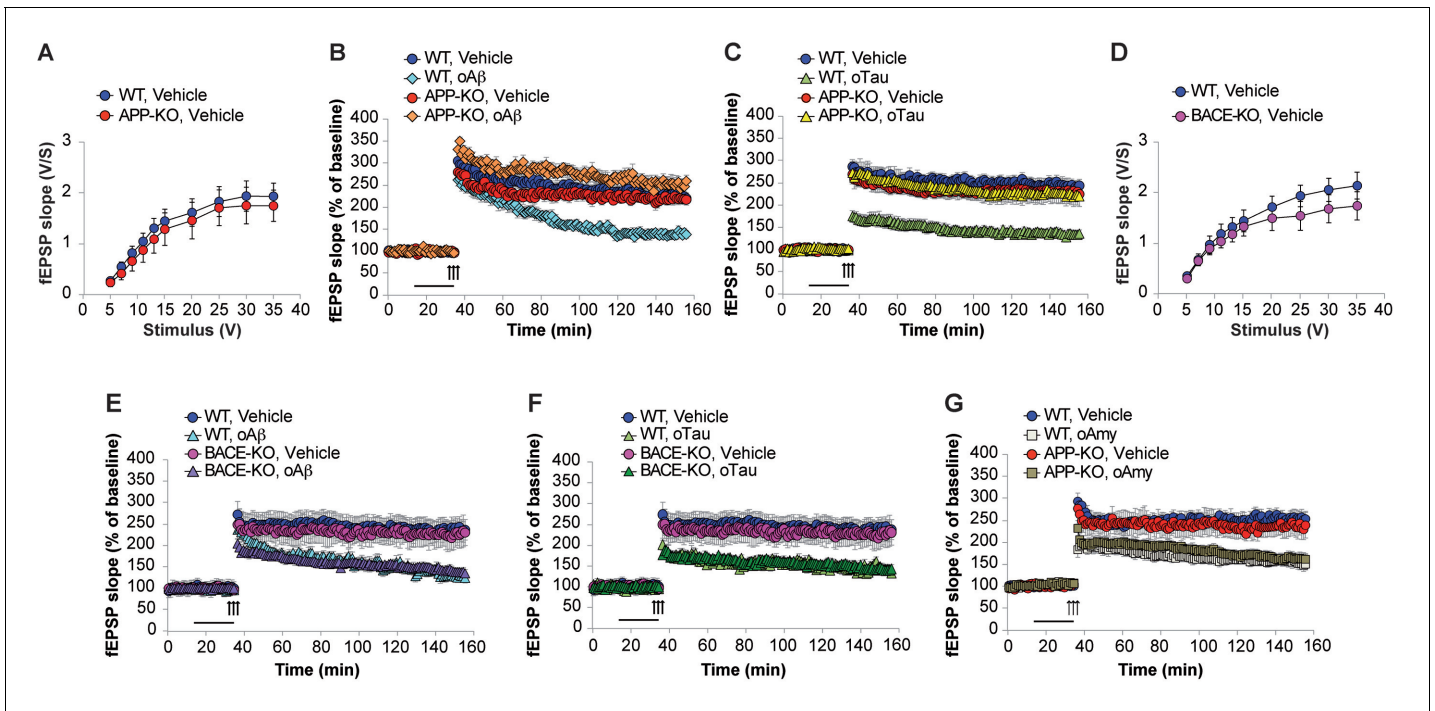 A
WT, Vehicle
APP-KO, Vehicle
fEPSP slope (V/S)
3
2
1
0
0 5 10 15 20 25 30 35 40
Stimulus (V)
B
WT, Vehicle
WT, oAβ
APP-KO, Vehicle
APP-KO, oAβ
fEPSP slope (% of baseline)
400
350
300
250
200
150
100
50
0
0 20 40 60 80 100 120 140 160
Time (min)
C
WT, Vehicle
WT, oTau
APP-KO, Vehicle
APP-KO, oTau
fEPSP slope (% of baseline)
400
350
300
250
200
150
100
50
0
0 20 40 60 80 100 120 140 160
Time (min)
D
WT, Vehicle
BACE-KO, Vehicle
fEPSP slope (V/S)
3
2
1
0
0 5 10 15 20 25 30 35 40
Stimulus (V)
E
WT, Vehicle
WT, oAβ
BACE-KO, Vehicle
BACE-KO, oAβ
fEPSP slope (% of baseline)
400
350
300
250
200
150
100
50
0
0 20 40 60 80 100 120 140 160
Time (min)
F
WT, Vehicle
WT, oTau
BACE-KO, Vehicle
BACE-KO, oTau
fEPSP slope (% of baseline)
400
350
300
250
200
150
100
50
0
0 20 40 60 80 100 120 140 160
Time (min)
G
WT, Vehicle
WT, oAmy
APP-KO, Vehicle
APP-KO, oAmy
fEPSP slope (% of baseline)
400
350
300
250
200
150
100
50
0
0 20 40 60 80 100 120 140 160
Time (min)